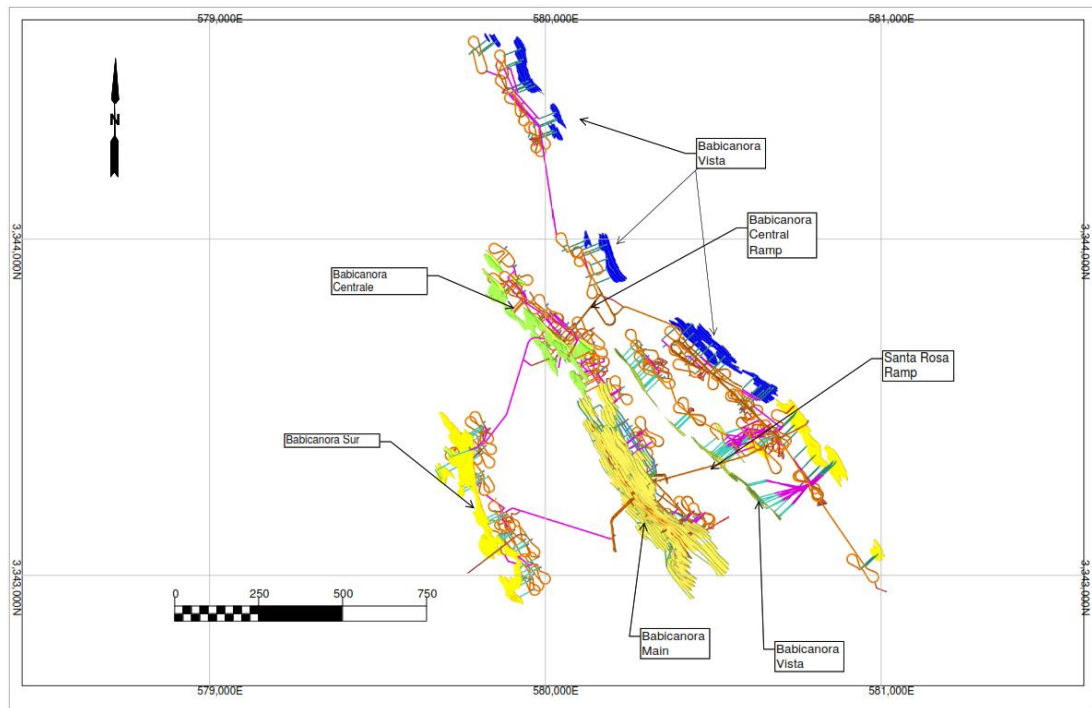 579,000E
580,000E
581,000E
N
Babicanora
Vista
Babicanora
Central
Ramp
3,344,000N
3,344,000N
Babicanora
Centrale
Santa Rosa
Ramp
Babicanora Sur
3,343,000N
3,343,000N
0
250
500
750
Babicanora
Main
Babicanora
Vista
579,000E
580,000E
581,000E